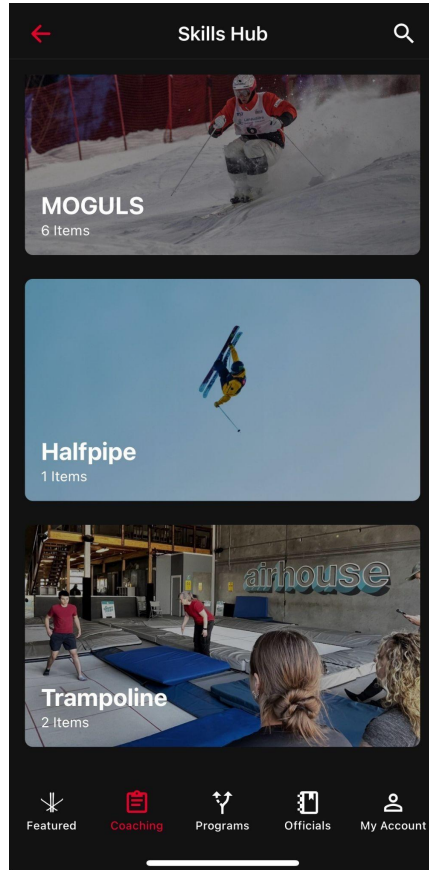 Skills Hub
MOGULS
6 Items
Halfpipe
1 Items
airhouse
Trampoline
2 Items
Featured
Coaching
Programs
Officials
My Account